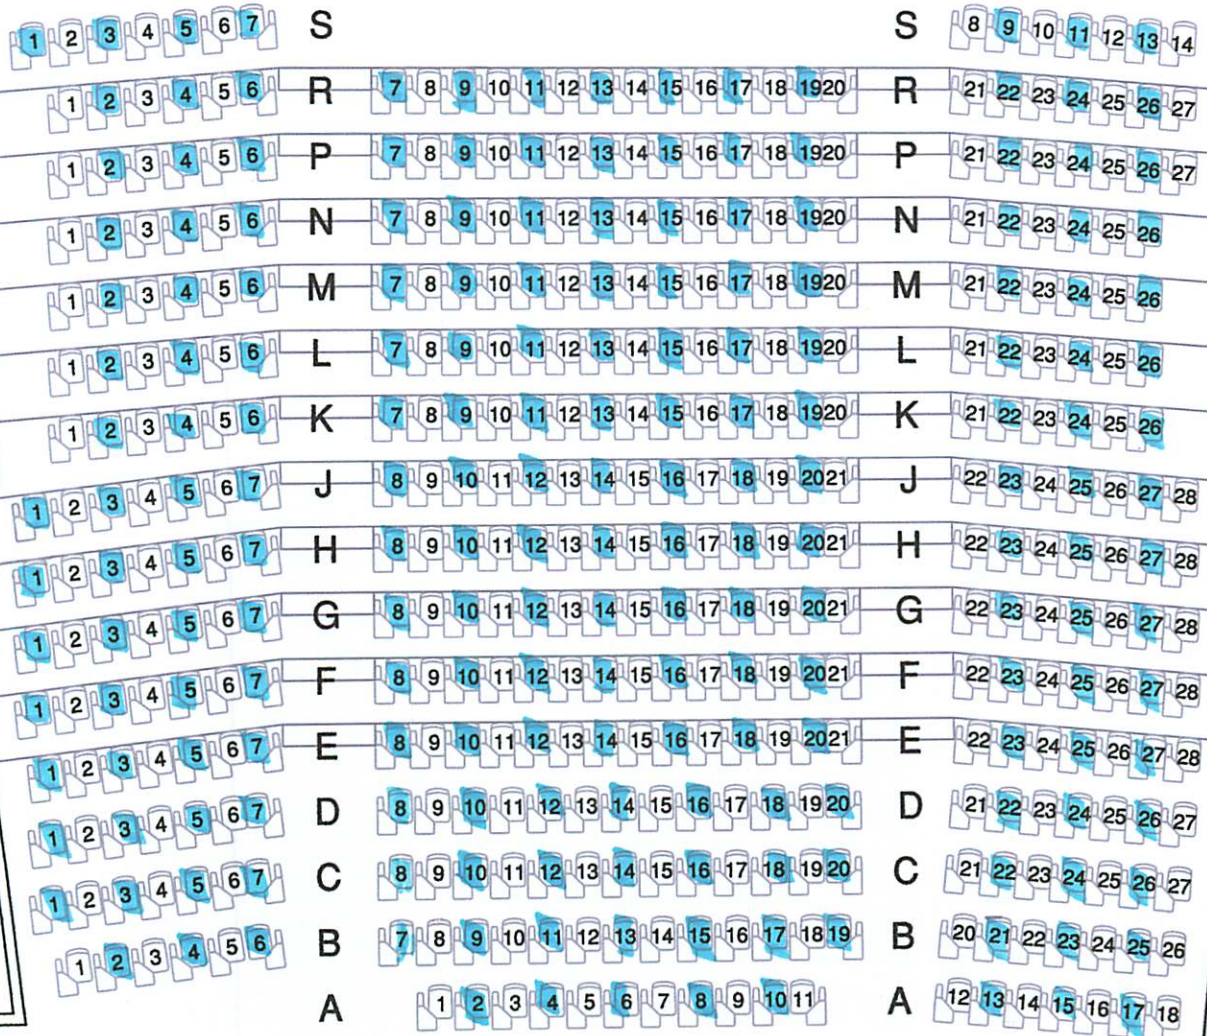 1 2 3 4 5 6 7 S S 8 9 10 11 12 13 14
1 2 3 4 5 6 R 7 8 9 10 11 12 13 14 15 16 17 18 19 20 R 21 22 23 24 25 26 27
1 2 3 4 5 6 P 7 8 9 10 11 12 13 14 15 16 17 18 19 20 P 21 22 23 24 25 26 27
1 2 3 4 5 6 N 7 8 9 10 11 12 13 14 15 16 17 18 19 20 N 21 22 23 24 25 26
1 2 3 4 5 6 M 7 8 9 10 11 12 13 14 15 16 17 18 19 20 M 21 22 23 24 25 26
1 2 3 4 5 6 L 7 8 9 10 11 12 13 14 15 16 17 18 19 20 L 21 22 23 24 25 26
1 2 3 4 5 6 K 7 8 9 10 11 12 13 14 15 16 17 18 19 20 K 21 22 23 24 25 26
1 2 3 4 5 6 7 J 8 9 10 11 12 13 14 15 16 17 18 19 20 21 J 22 23 24 25 26 27 28
1 2 3 4 5 6 7 H 8 9 10 11 12 13 14 15 16 17 18 19 20 21 H 22 23 24 25 26 27 28
1 2 3 4 5 6 7 G 8 9 10 11 12 13 14 15 16 17 18 19 20 21 G 22 23 24 25 26 27 28
1 2 3 4 5 6 7 F 8 9 10 11 12 13 14 15 16 17 18 19 20 21 F 22 23 24 25 26 27 28
1 2 3 4 5 6 7 E 8 9 10 11 12 13 14 15 16 17 18 19 20 21 E 22 23 24 25 26 27 28
1 2 3 4 5 6 7 D 8 9 10 11 12 13 14 15 16 17 18 19 20 D 21 22 23 24 25 26 27
1 2 3 4 5 6 7 C 8 9 10 11 12 13 14 15 16 17 18 19 20 C 21 22 23 24 25 26 27
1 2 3 4 5 6 B 7 8 9 10 11 12 13 14 15 16 17 18 19 B 20 21 22 23 24 25 26
A 1 2 3 4 5 6 7 8 9 10 11 A 12 13 14 15 16 17 18